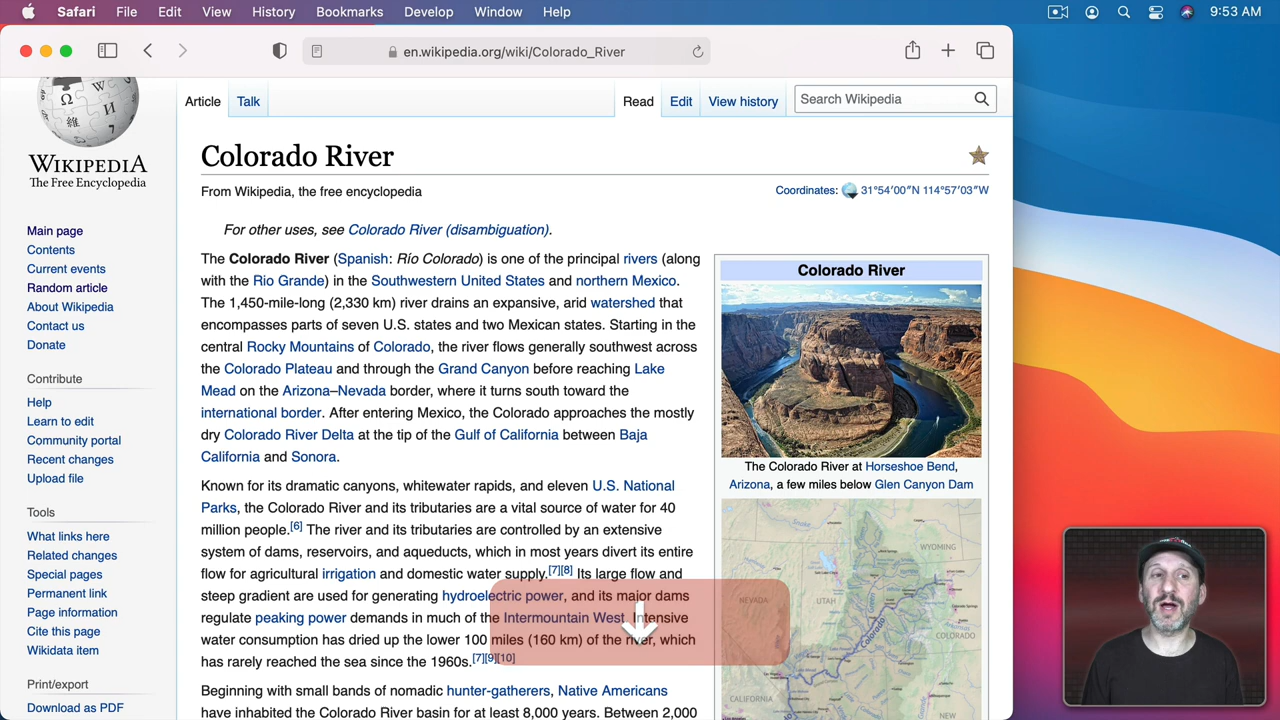 Safari File Edit View History Bookmarks Develop Window Help 9:53 AM
en.wikipedia.org/wiki/Colorado_River
WIKIPEDIA
The Free Encyclopedia
Main page
Contents
Current events
Random article
About Wikipedia
Contact us
Donate
Contribute
Help
Learn to edit
Community portal
Recent changes
Upload file
Tools
What links here
Related changes
Special pages
Permanent link
Page information
Cite this page
Wikidata item
Print/export
Download as PDF
Article Talk Read Edit View history Search Wikipedia
Colorado River
From Wikipedia, the free encyclopedia
Coordinates: 31°54′00″N 114°57′03″W
For other uses, see Colorado River (disambiguation).
The Colorado River (Spanish: Río Colorado) is one of the principal rivers (along
with the Rio Grande) in the Southwestern United States and northern Mexico.
The 1,450-mile-long (2,330 km) river drains an expansive, arid watershed that
encompasses parts of seven U.S. states and two Mexican states. Starting in the
central Rocky Mountains of Colorado, the river flows generally southwest across
the Colorado Plateau and through the Grand Canyon before reaching Lake
Mead on the Arizona–Nevada border, where it turns south toward the
international border. After entering Mexico, the Colorado approaches the mostly
dry Colorado River Delta at the tip of the Gulf of California between Baja
California and Sonora.
Known for its dramatic canyons, whitewater rapids, and eleven U.S. National
Parks, the Colorado River and its tributaries are a vital source of water for 40
million people.[6] The river and its tributaries are controlled by an extensive
system of dams, reservoirs, and aqueducts, which in most years divert its entire
flow for agricultural irrigation and domestic water supply.[7][8] Its large flow and
steep gradient are used for generating hydroelectric power, and its major dams
regulate peaking power demands in much of the Intermountain West. Intensive
water consumption has dried up the lower 100 miles (160 km) of the river, which
has rarely reached the sea since the 1960s.[7][9][10]
Beginning with small bands of nomadic hunter-gatherers, Native Americans
have inhabited the Colorado River basin for at least 8,000 years. Between 2,000
Colorado River
The Colorado River at Horseshoe Bend,
Arizona, a few miles below Glen Canyon Dam
WYOMING
NEVADA
UTAH
Colorado
COLORADO
CALIFORNIA
NEW